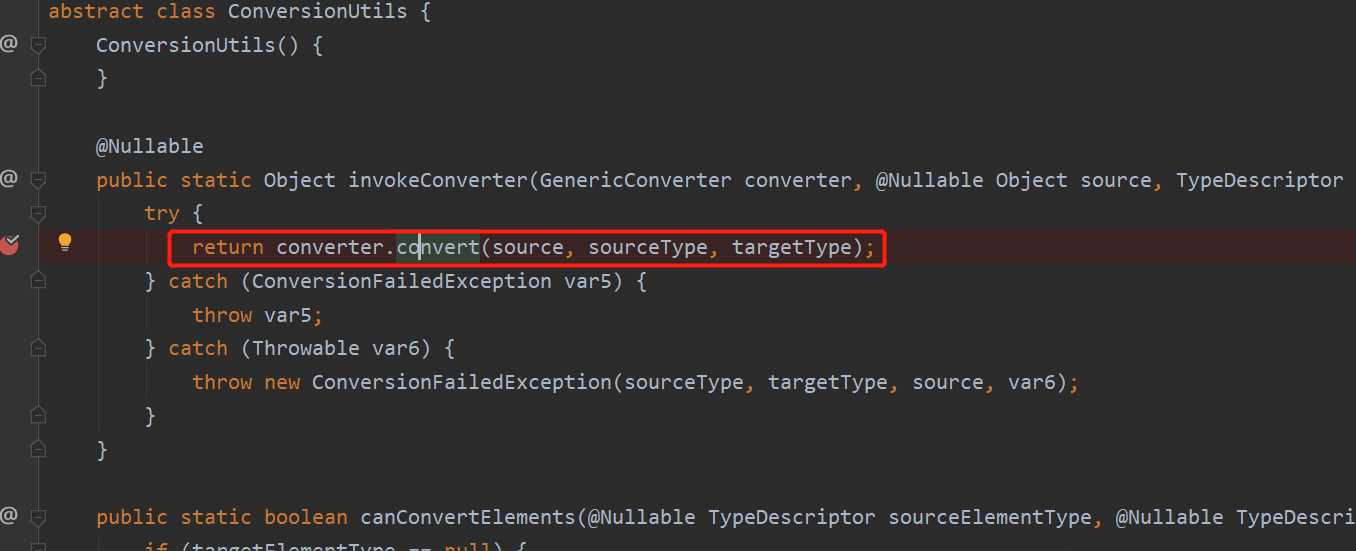 abstract class ConversionUtils {
@ ConversionUtils() {
}
@Nullable
@ public static Object invokeConverter(GenericConverter converter, @Nullable Object source, TypeDescriptor
try {
return converter.convert(source, sourceType, targetType);
} catch (ConversionFailedException var5) {
throw var5;
} catch (Throwable var6) {
throw new ConversionFailedException(sourceType, targetType, source, var6);
}
}
@ public static boolean canConvertElements(@Nullable TypeDescriptor sourceElementType, @Nullable TypeDescri
if (targetElementType == null) {